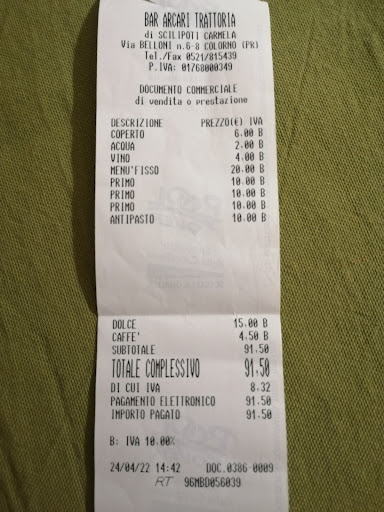 BAR ARCARI TRATTORIA
di SCILIPOTI CARMELA
Via BELLONI n.6-8 COLORNO (PR)
Tel./Fax 0521/815439
P.IVA: 01768000349
DOCUMENTO COMMERCIALE
di vendita o prestazione
DESCRIZIONE PREZZO(€) IVA
COPERTO 6.00 B
ACQUA 2.00 B
VINO 4.00 B
MENU'FISSO 20.00 B
PRIMO 10.00 B
PRIMO 10.00 B
PRIMO 10.00 B
ANTIPASTO 10.00 B
DOLCE 15.00 B
CAFFE' 4.50 B
SUBTOTALE 91.50
TOTALE COMPLESSIVO 91.50
DI CUI IVA 8.32
PAGAMENTO ELETTRONICO 91.50
IMPORTO PAGATO 91.50
B: IVA 10.00%
24/04/22 14:42 DOC.0386-0009
RT 96MBD056039